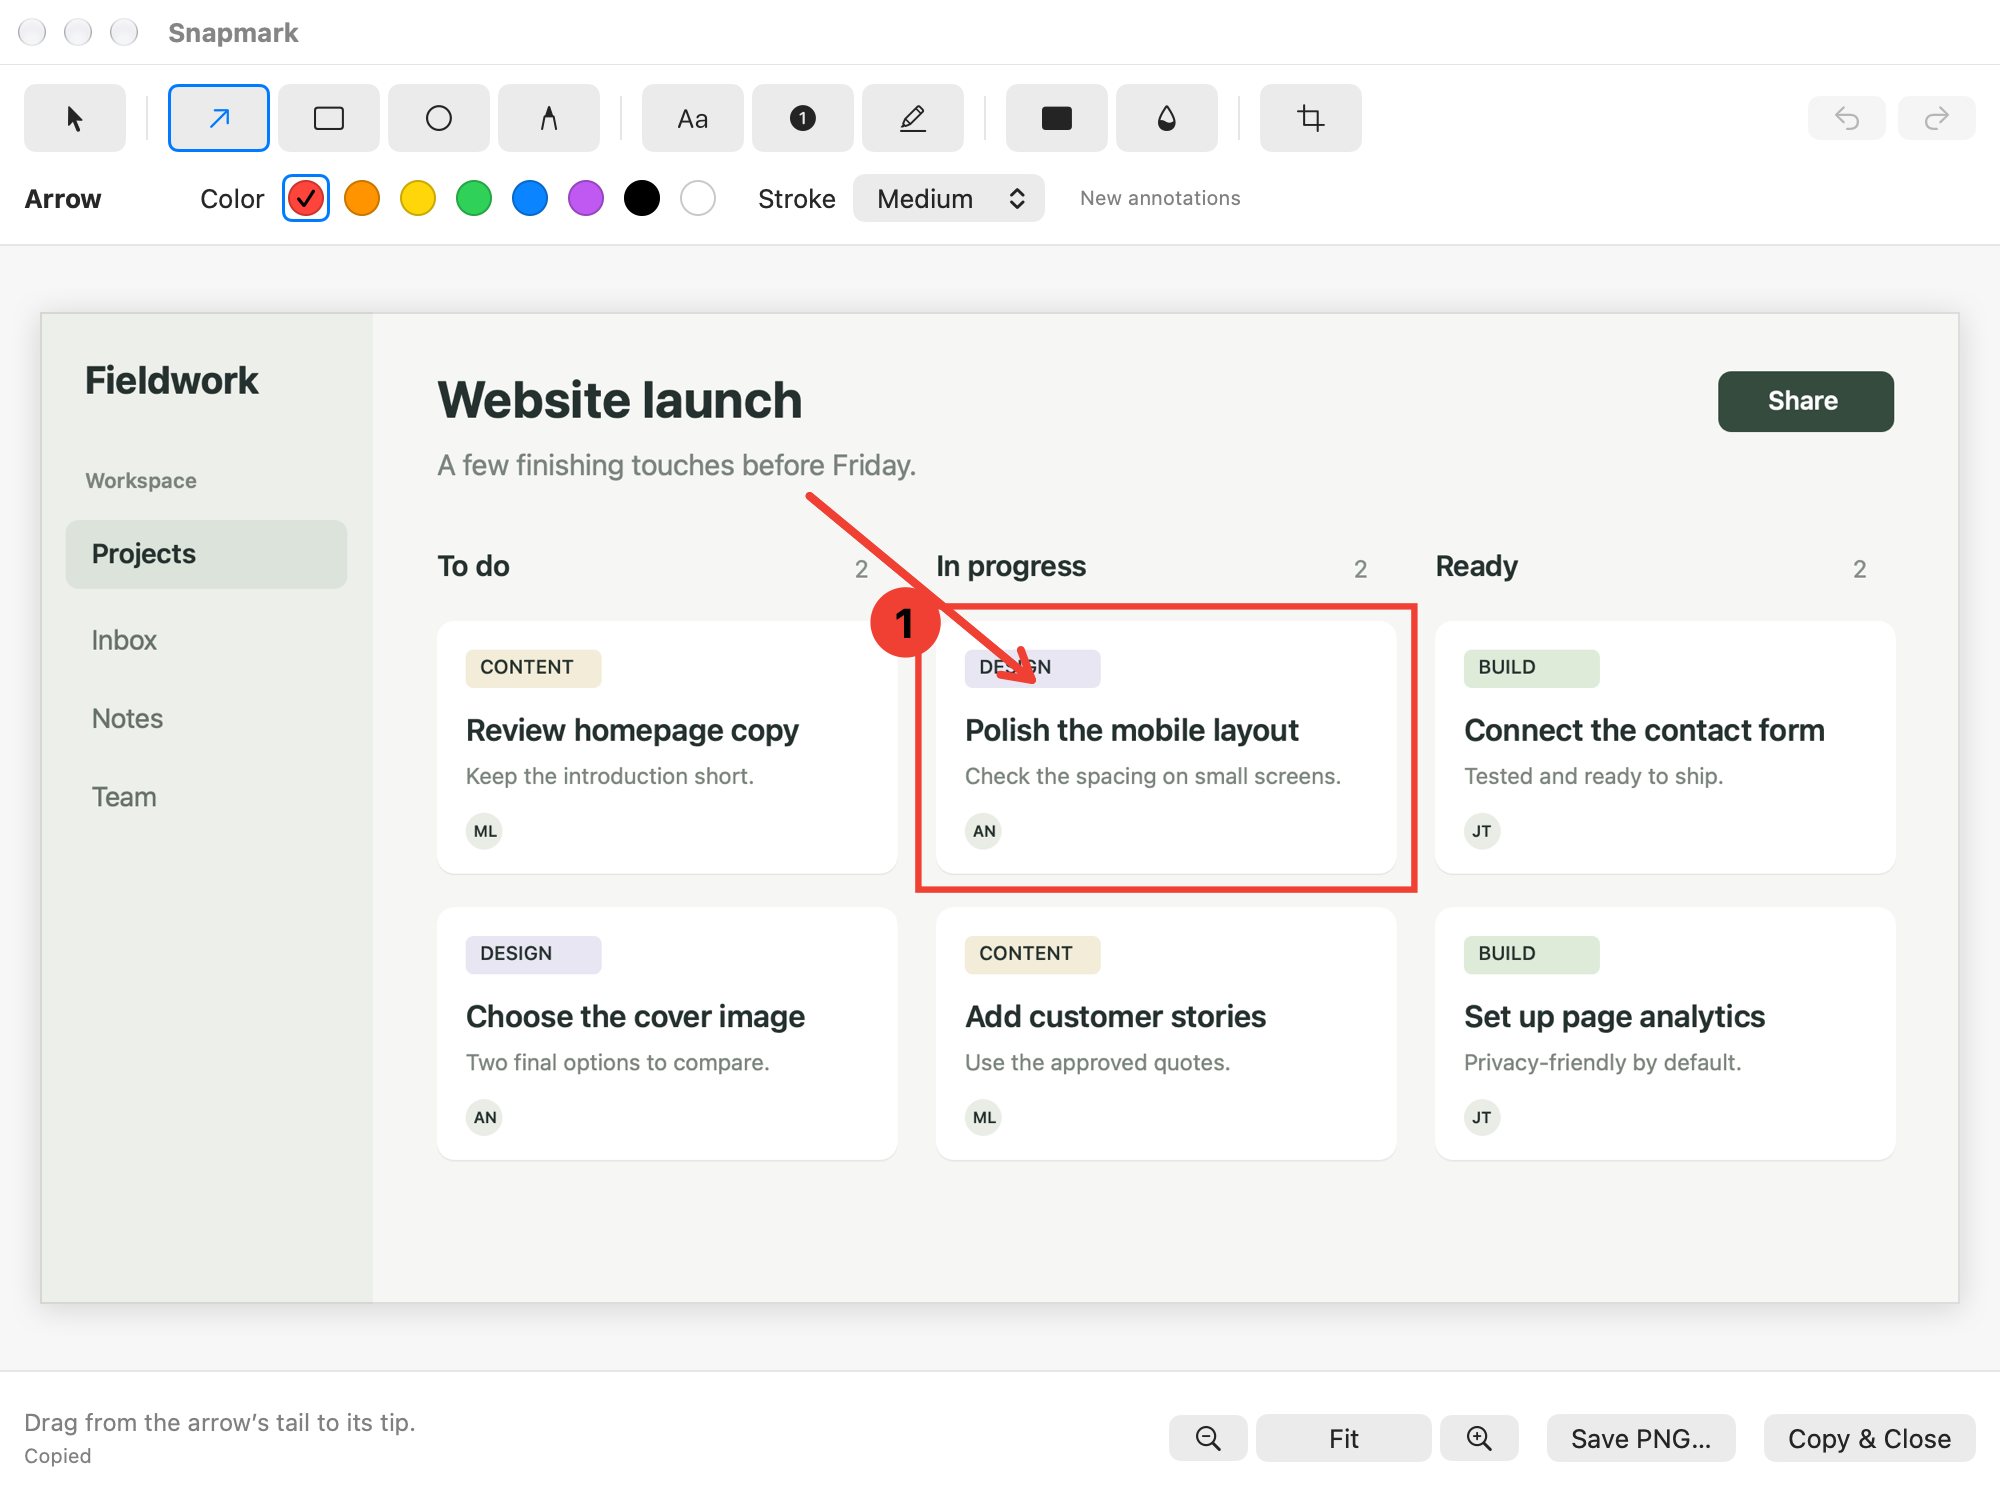 Snapmark
Aa
1
Arrow
Color
Stroke
Medium
New annotations
Fieldwork
Workspace
Projects
Inbox
Notes
Team
Website launch
A few finishing touches before Friday.
Share
To do
2
CONTENT
Review homepage copy
Keep the introduction short.
ML
DESIGN
Choose the cover image
Two final options to compare.
AN
In progress
2
1
DESIGN
Polish the mobile layout
Check the spacing on small screens.
AN
CONTENT
Add customer stories
Use the approved quotes.
ML
Ready
2
BUILD
Connect the contact form
Tested and ready to ship.
JT
BUILD
Set up page analytics
Privacy-friendly by default.
JT
Drag from the arrow’s tail to its tip.
Copied
Fit
Save PNG...
Copy & Close